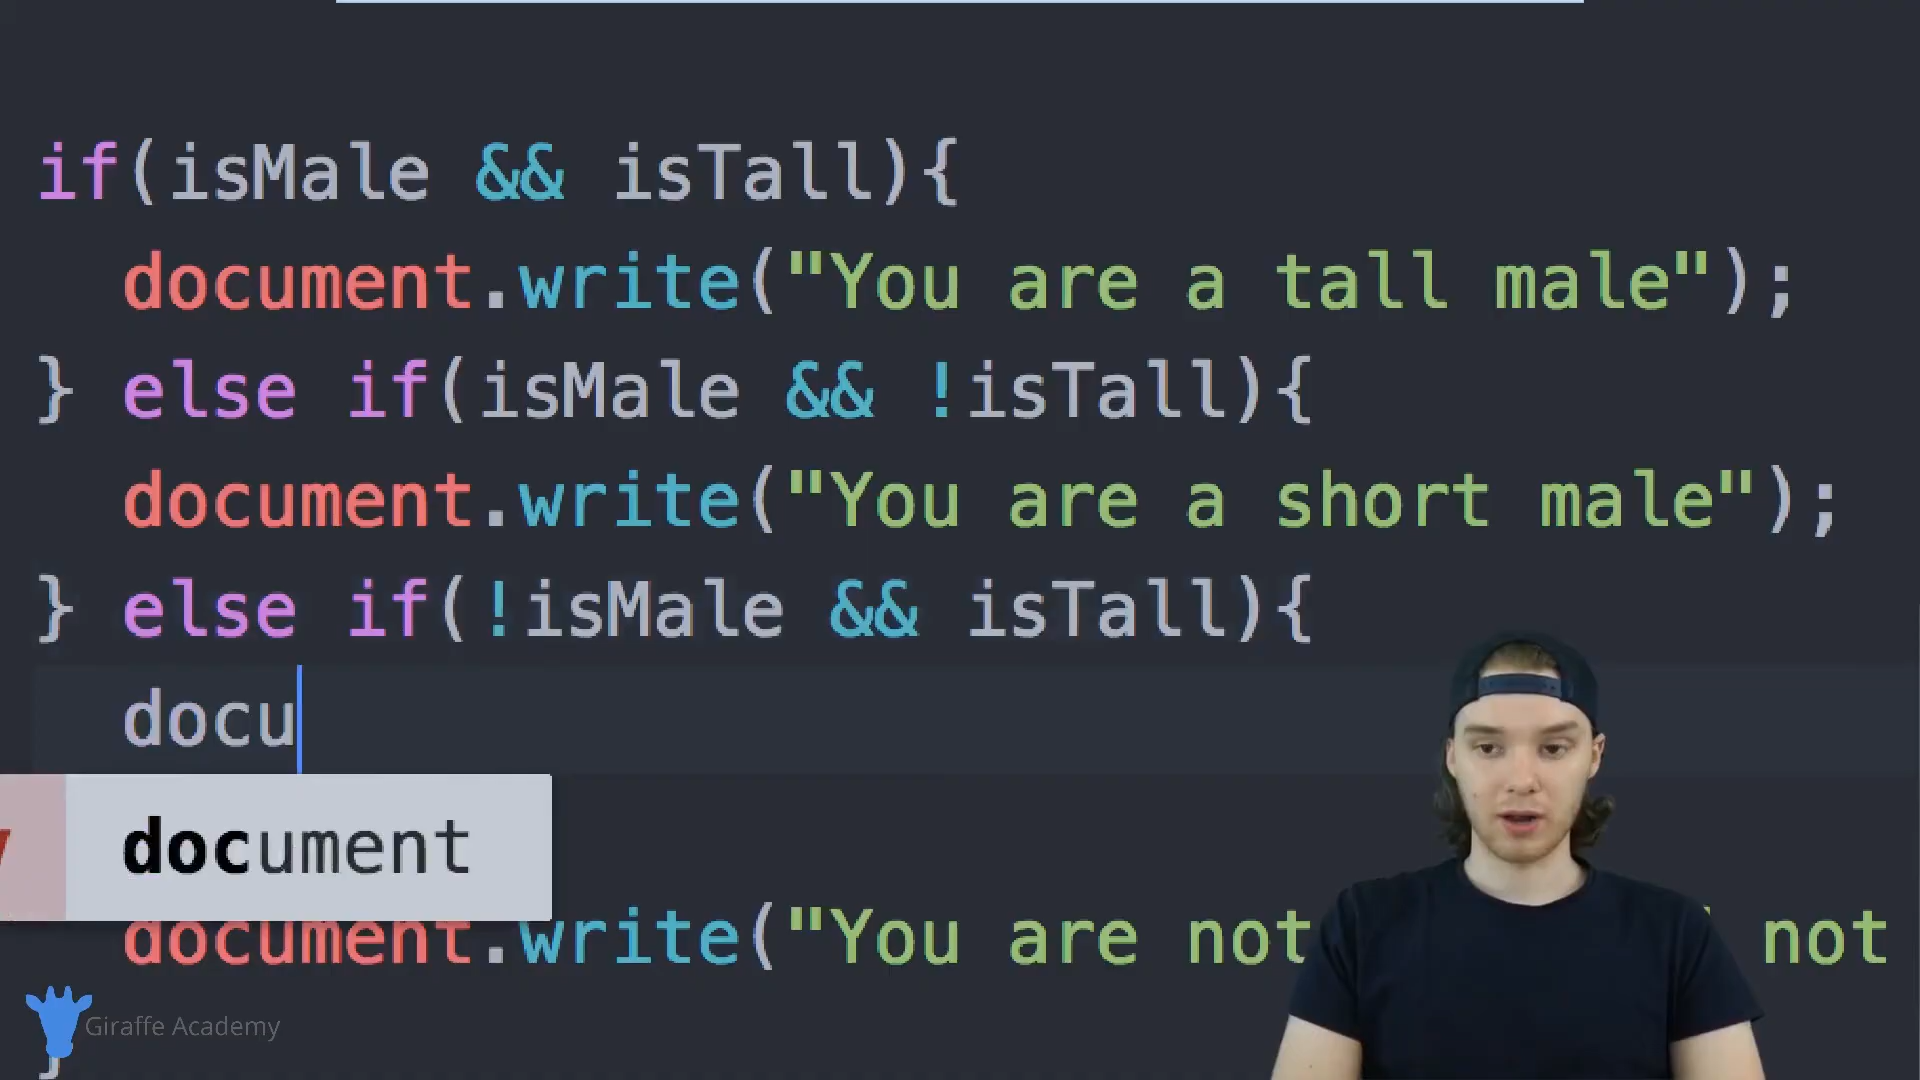 if(isMale && isTall){
document.write("You are a tall male");
} else if(isMale && !isTall){
document.write("You are a short male");
} else if(!isMale && isTall){
docu
document
document.write("You are not not
}
Giraffe Academy